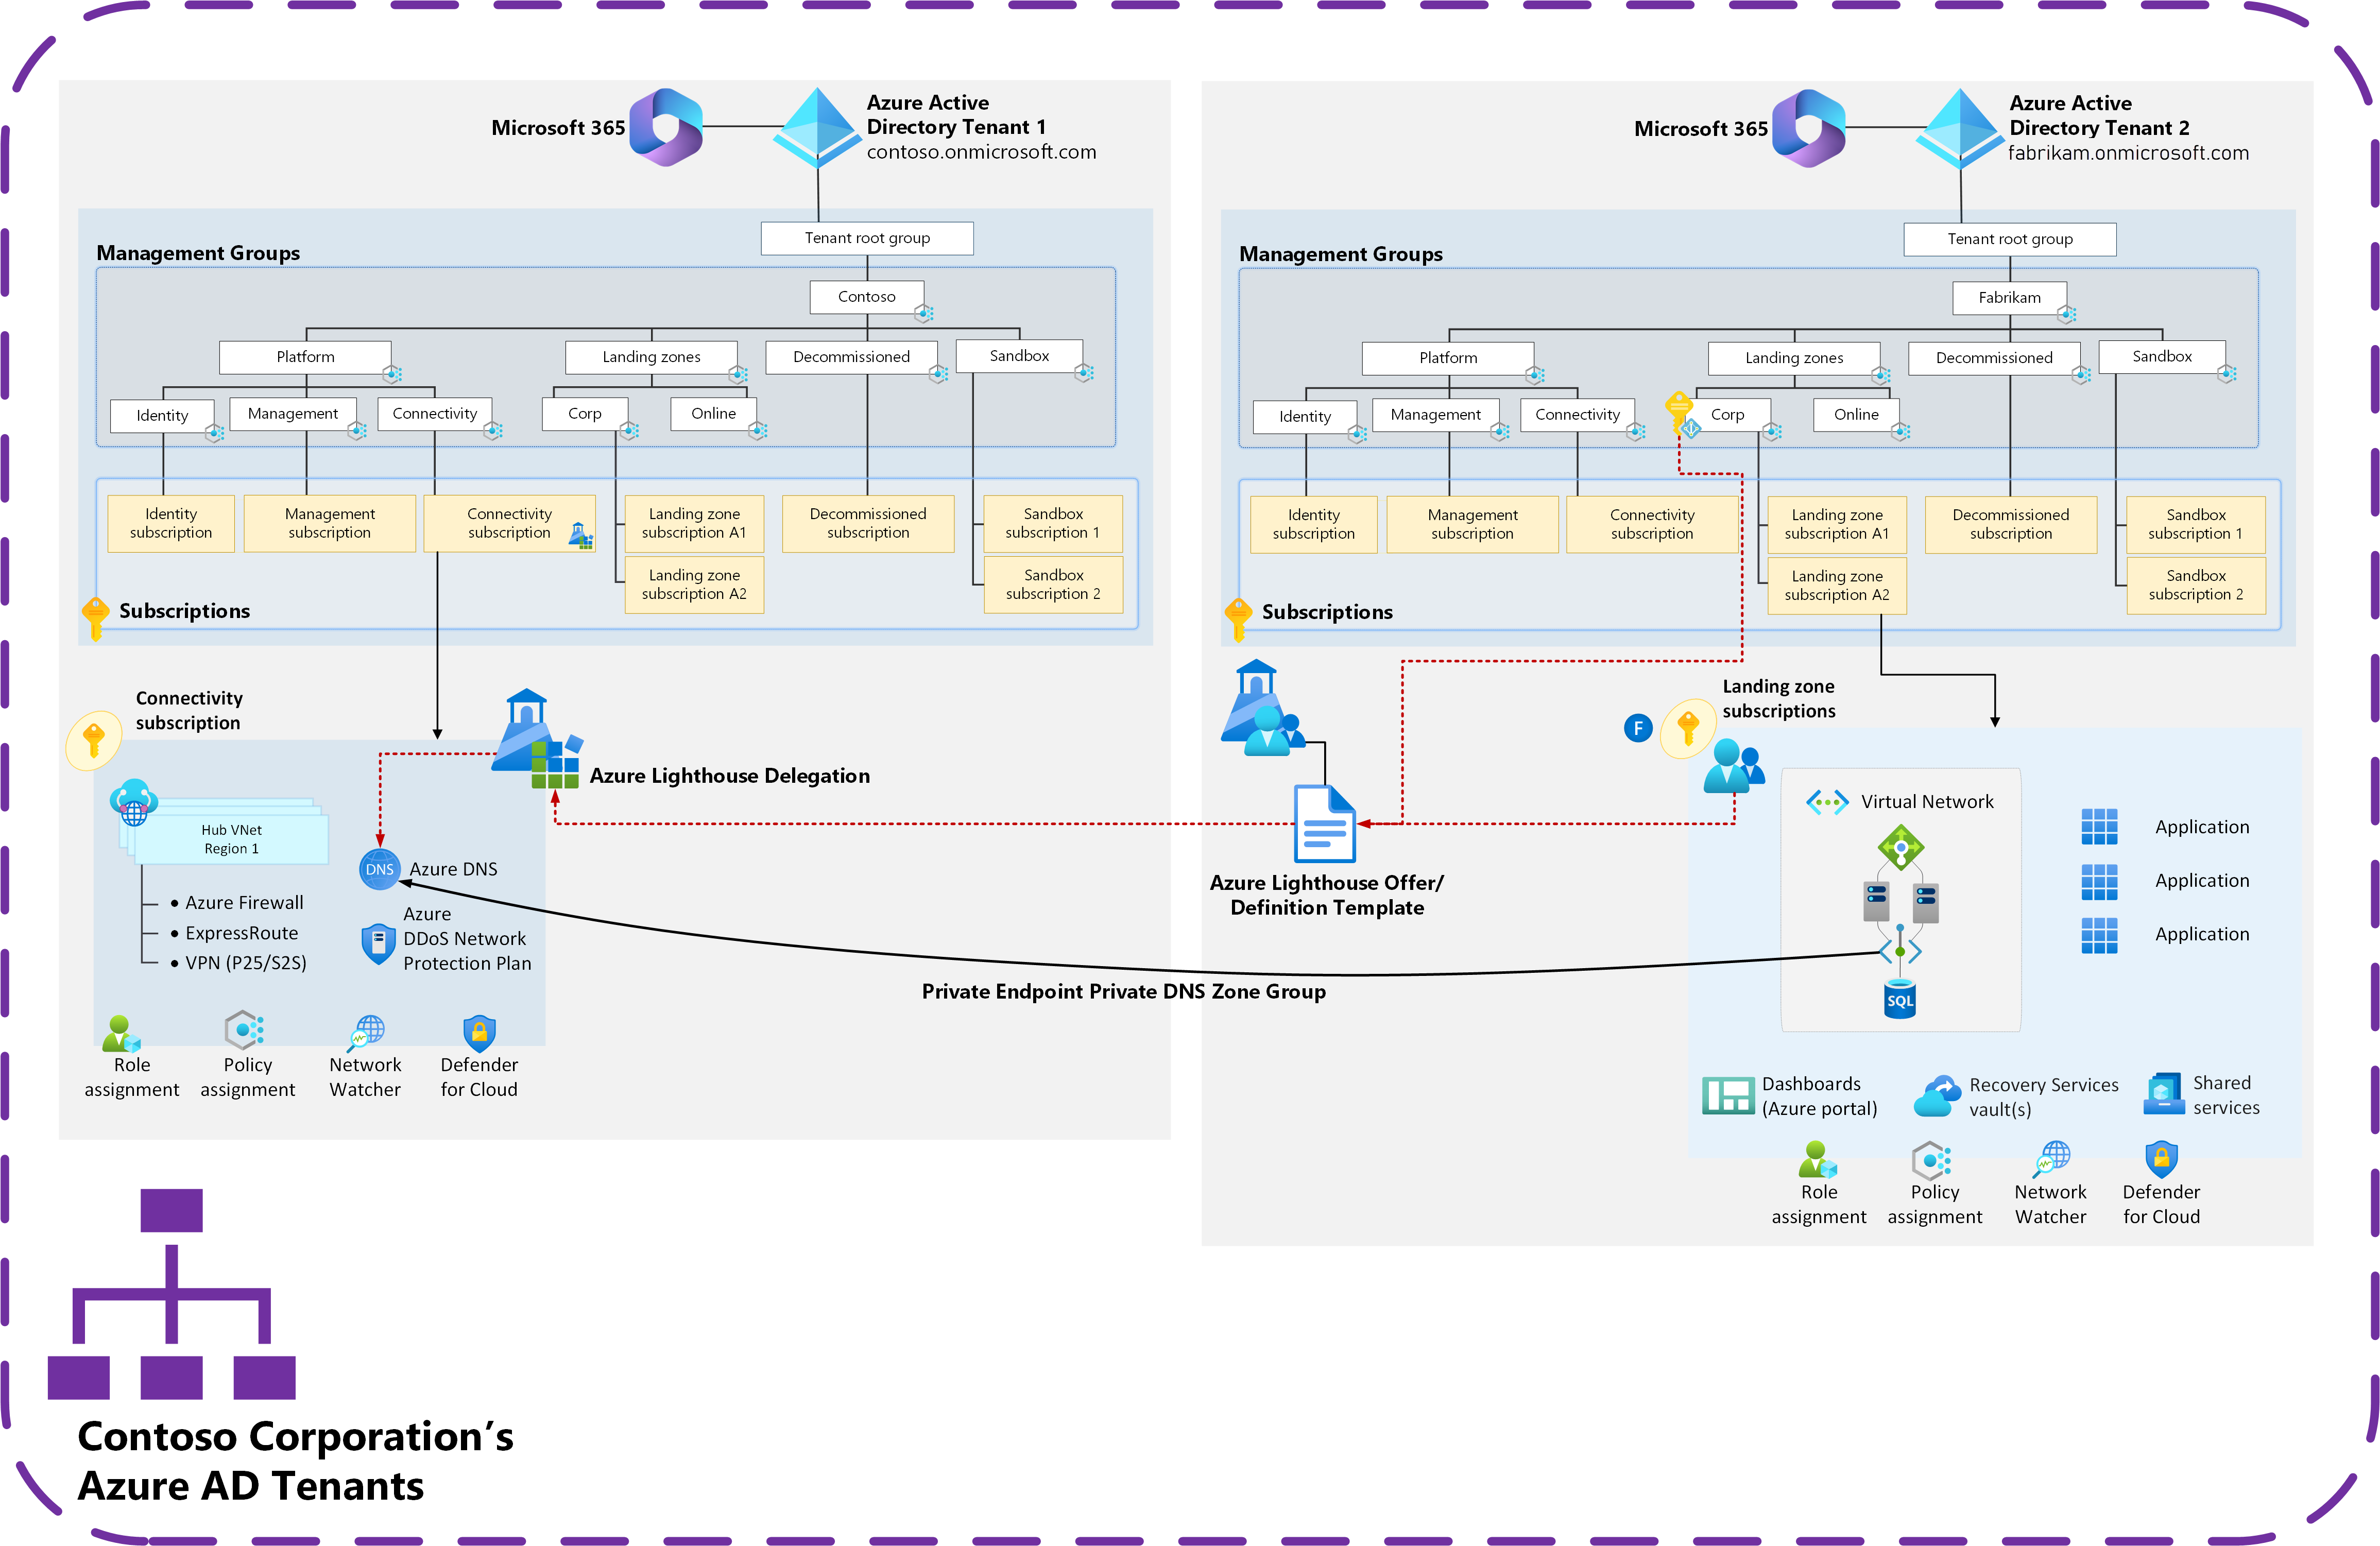 Microsoft 365
Azure Active
Directory Tenant 1
contoso.onmicrosoft.com
Management Groups
Tenant root group
Contoso
Platform
Landing zones
Decommissioned
Sandbox
Identity
Management
Connectivity
Corp
Online
Identity
subscription
Management
subscription
Connectivity
subscription
Landing zone
subscription A1
Landing zone
subscription A2
Decommissioned
subscription
Sandbox
subscription 1
Sandbox
subscription 2
Subscriptions
Connectivity
subscription
Azure Lighthouse Delegation
Hub VNet
Region 1
• Azure Firewall
• ExpressRoute
• VPN (P25/S2S)
DNS
Azure DNS
Azure
DDoS Network
Protection Plan
Role
assignment
Policy
assignment
Network
Watcher
Defender
for Cloud
Private Endpoint Private DNS Zone Group
Microsoft 365
Azure Active
Directory Tenant 2
fabrikam.onmicrosoft.com
Management Groups
Tenant root group
Fabrikam
Platform
Landing zones
Decommissioned
Sandbox
Identity
Management
Connectivity
Corp
Online
Identity
subscription
Management
subscription
Connectivity
subscription
Landing zone
subscription A1
Landing zone
subscription A2
Decommissioned
subscription
Sandbox
subscription 1
Sandbox
subscription 2
Subscriptions
Azure Lighthouse Offer/
Definition Template
F
Landing zone
subscriptions
Virtual Network
SQL
Application
Application
Application
Dashboards
(Azure portal)
Recovery Services
vault(s)
Shared
services
Role
assignment
Policy
assignment
Network
Watcher
Defender
for Cloud
Contoso Corporation’s
Azure AD Tenants